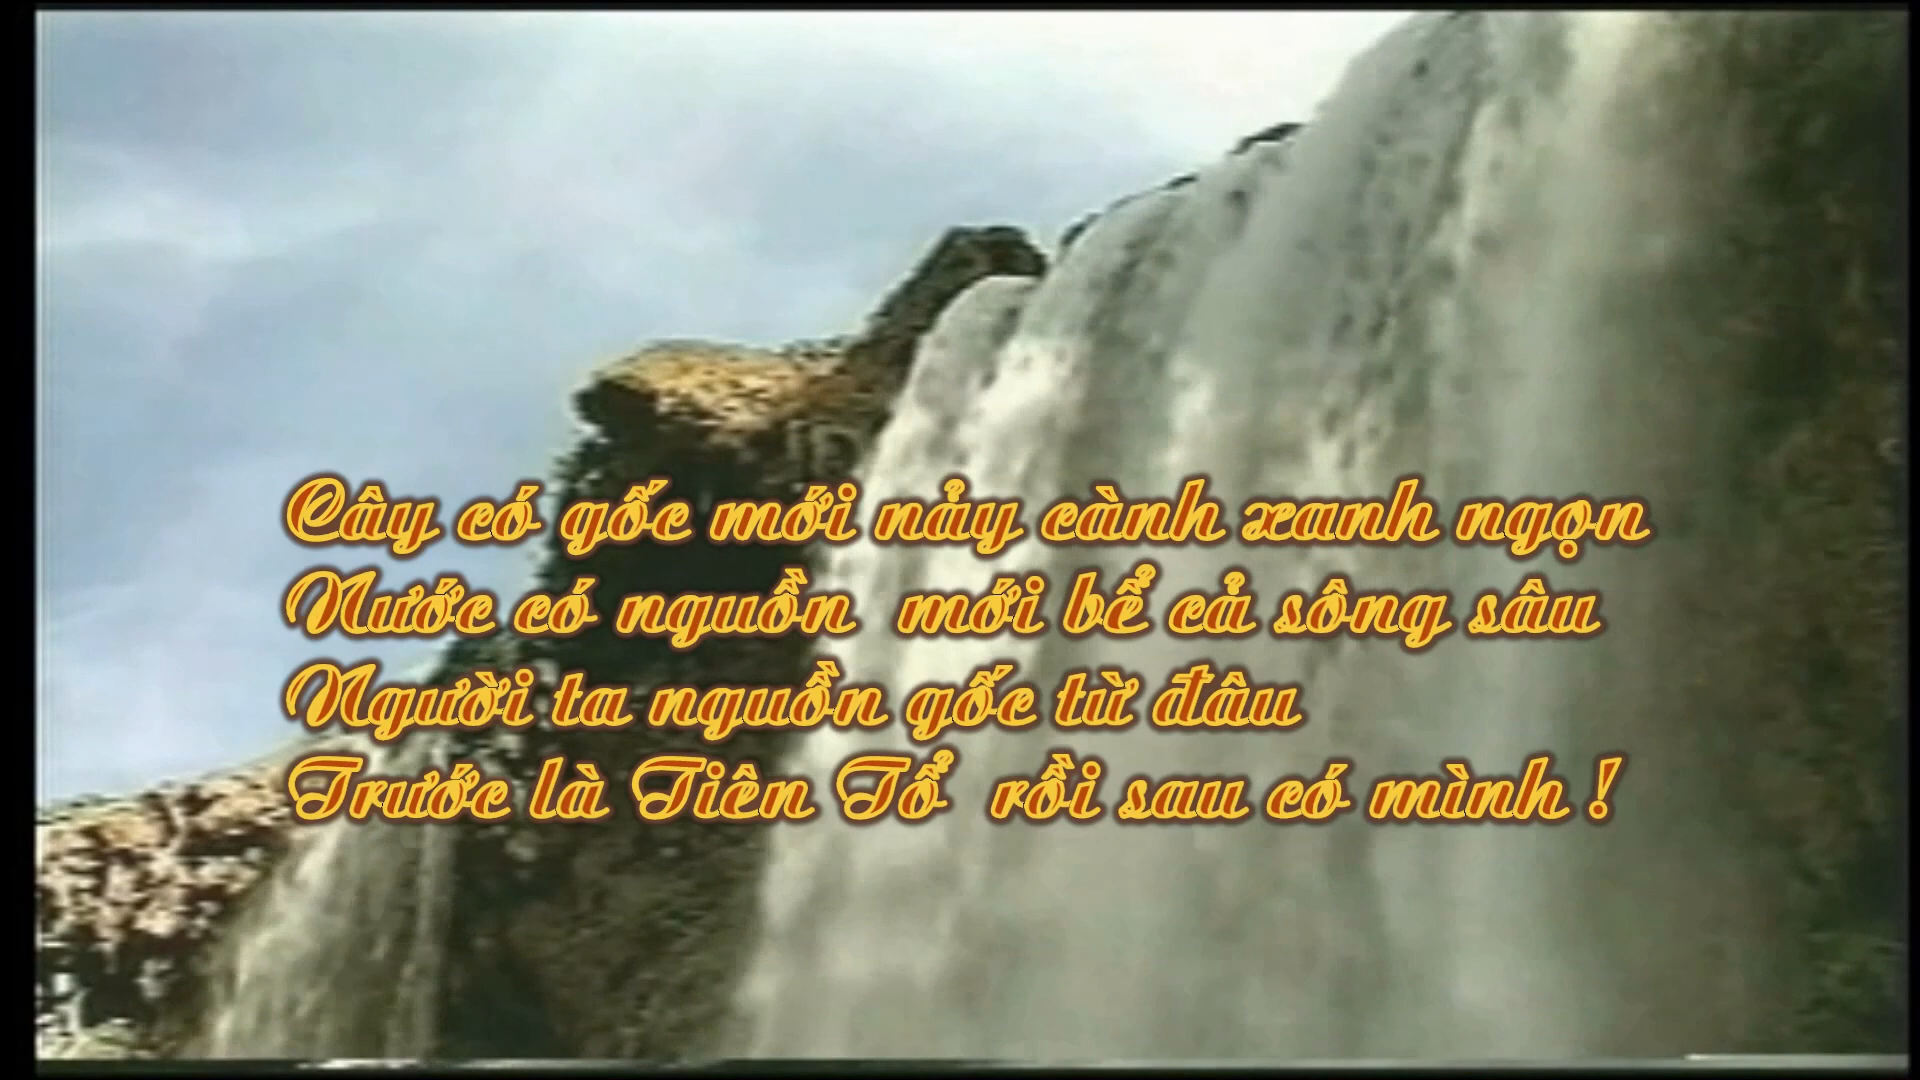 Cây có gốc mới nảy cành xanh ngọn
Nước có nguồn mới bể cả sông sâu
Người ta nguồn gốc từ đâu
Trước là Tiên Tổ rồi sau có mình !